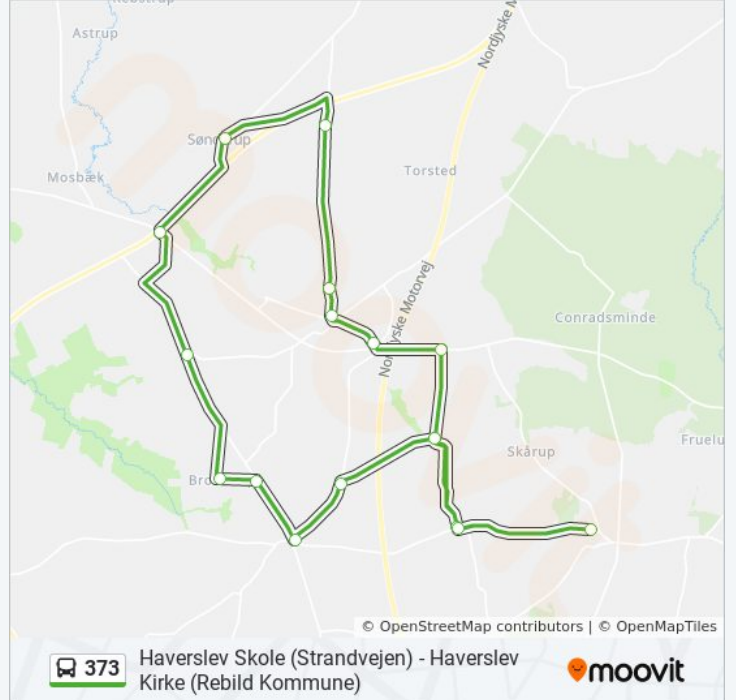 Astrup
Nordjyske M
Mosbæk
Torsted
Nordjyske Motorvej
Conradsminde
Skårup
Fruelu
© OpenStreetMap contributors | © OpenMapTiles
373
Haverslev Skole (Strandvejen) - Haverslev
Kirke (Rebild Kommune)
moovit